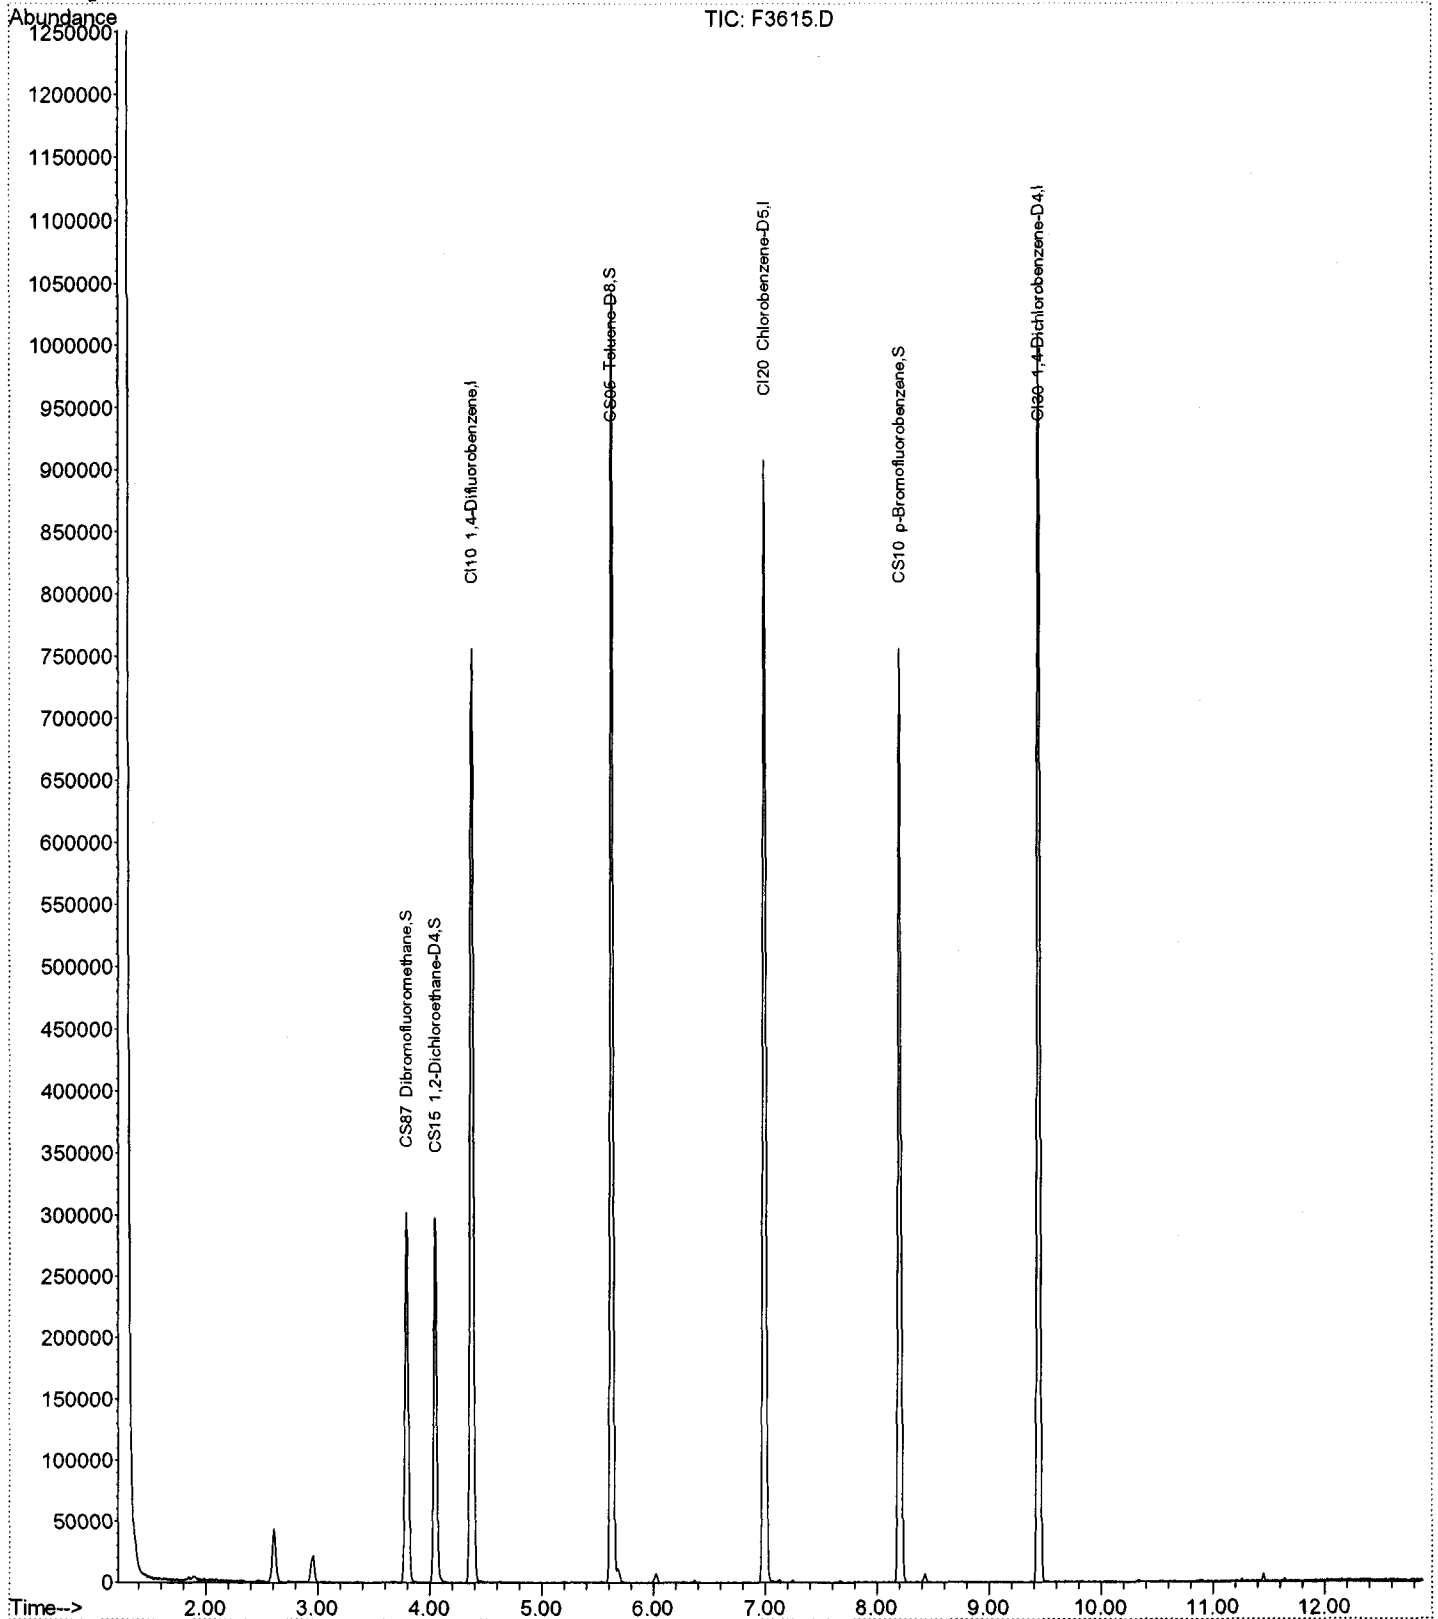 Abundance
TIC: F3615.D
1250000
1200000
1150000
1100000
1050000
1000000
950000
900000
850000
800000
750000
700000
650000
600000
550000
500000
450000
400000
350000
300000
250000
200000
150000
100000
50000
0
CS87 Dibromofluoromethane,S
CS15 1,2-Dichloroethane-D4,S
CI10 1,4-Difluorobenzene,I
CS05 Toluene-D8,S
CI20 Chlorobenzene-D5,I
CS10 p-Bromofluorobenzene,S
CI30 1,4-Dichlorobenzene-D4,I
Time-->
2.00 3.00 4.00 5.00 6.00 7.00 8.00 9.00 10.00 11.00 12.00